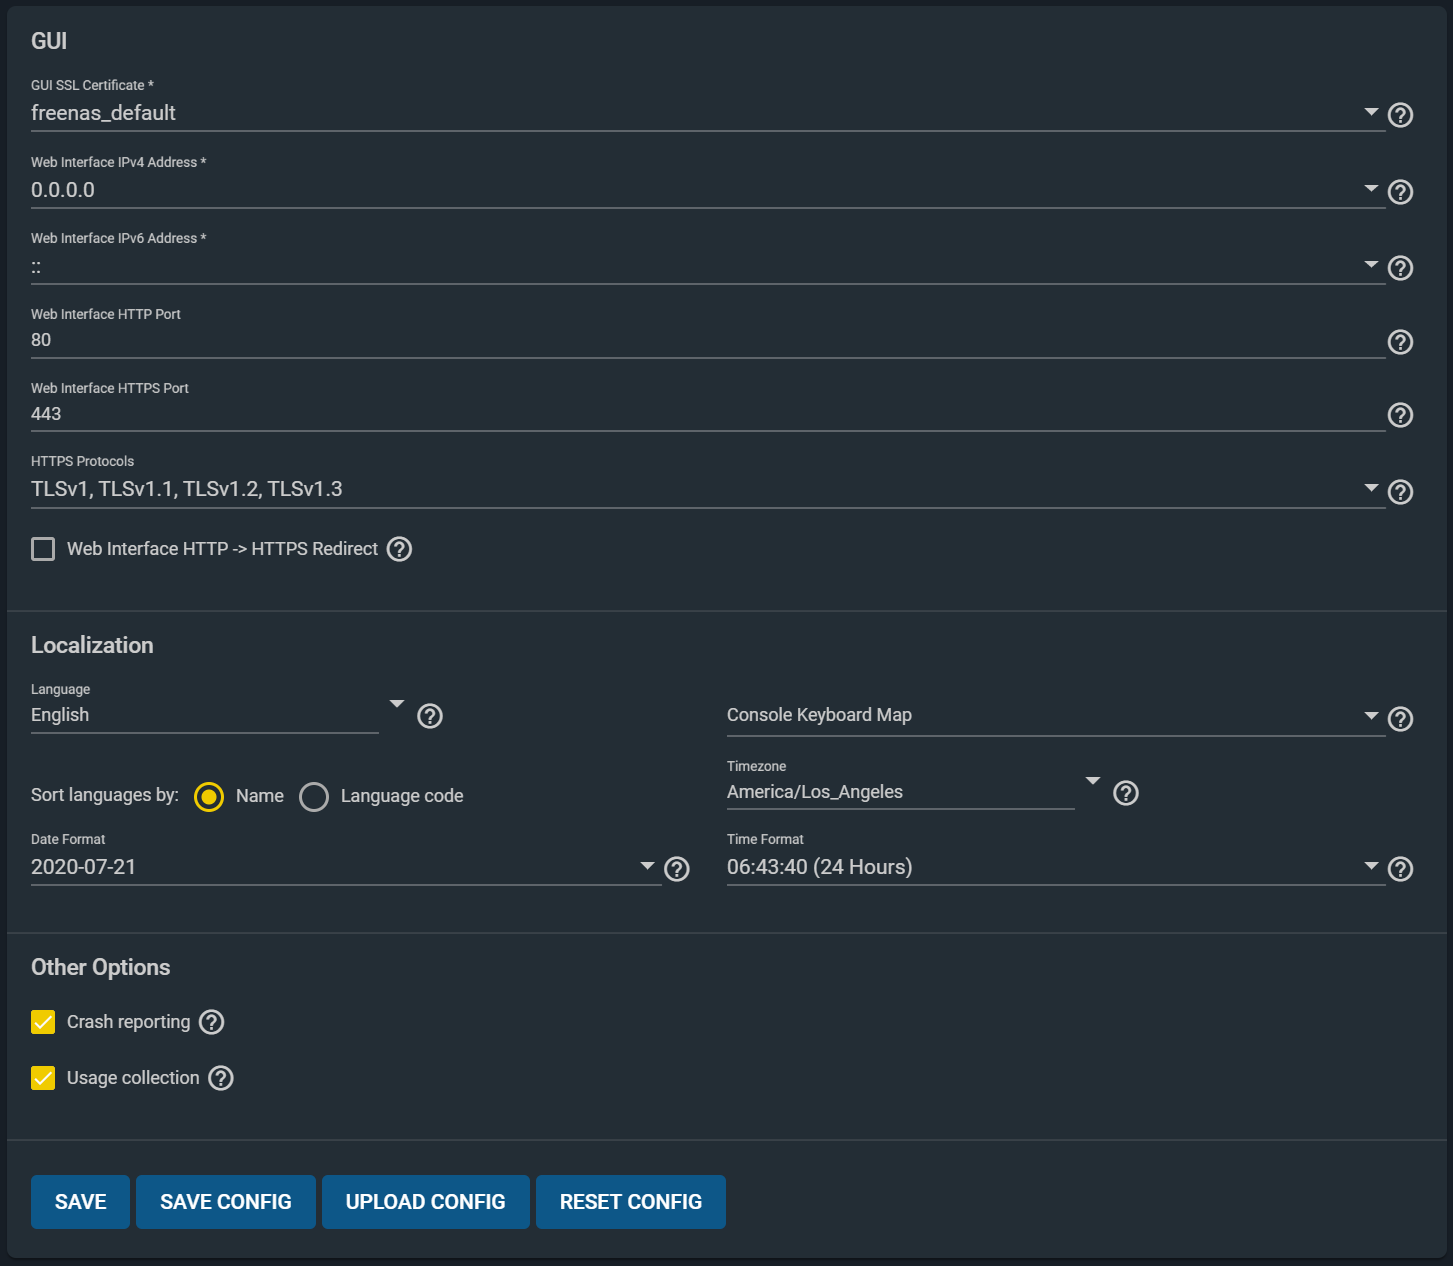 GUI
GUI SSL Certificate *
freenas_default
Web Interface IPv4 Address *
0.0.0.0
Web Interface IPv6 Address *
::
Web Interface HTTP Port
80
Web Interface HTTPS Port
443
HTTPS Protocols
TLSv1, TLSv1.1, TLSv1.2, TLSv1.3
Web Interface HTTP -> HTTPS Redirect
Localization
Language
English
Console Keyboard Map
Sort languages by: Name Language code
Timezone
America/Los_Angeles
Date Format
2020-07-21
Time Format
06:43:40 (24 Hours)
Other Options
Crash reporting
Usage collection
SAVE SAVE CONFIG UPLOAD CONFIG RESET CONFIG